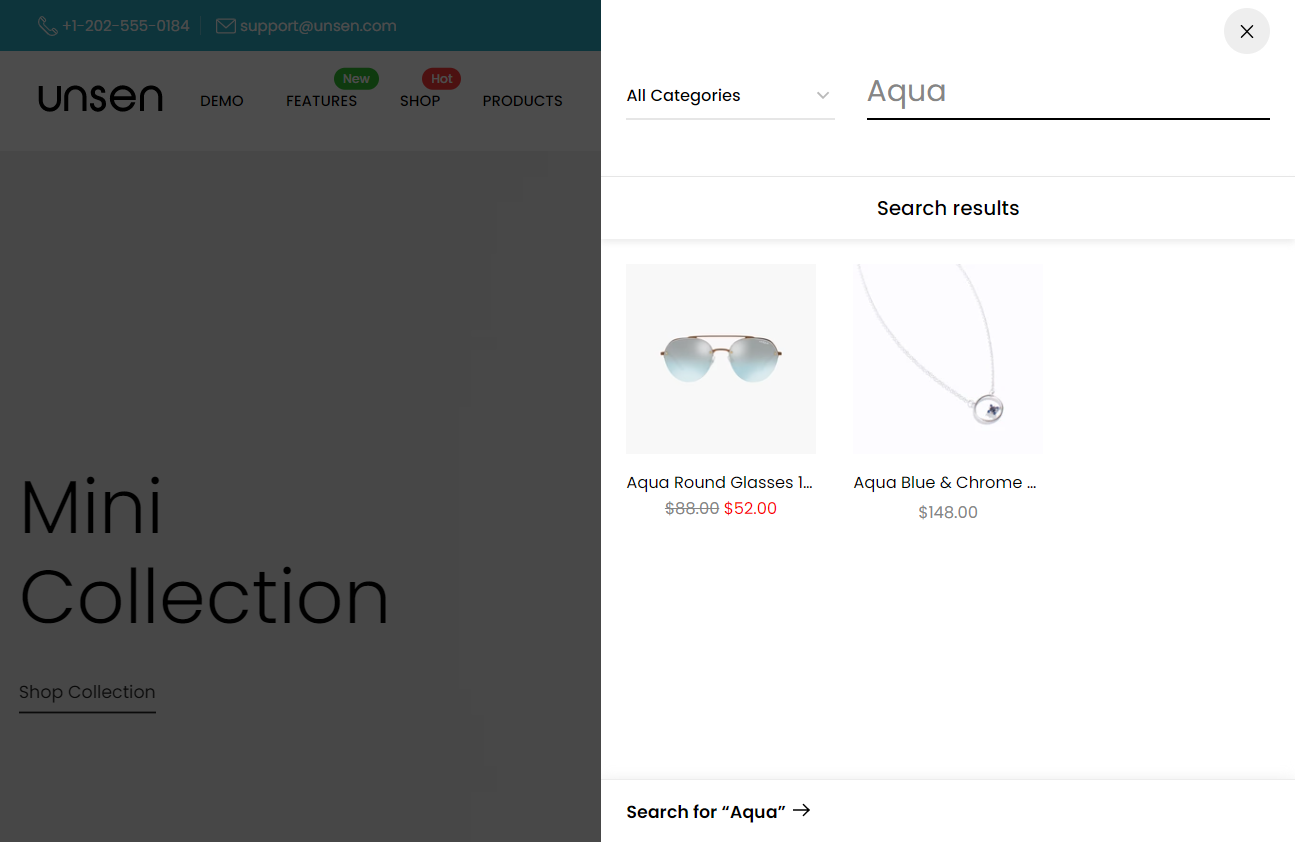 +1-202-555-0184 support@unsen.com
unsen DEMO FEATURES New SHOP Hot PRODUCTS
Mini
Collection
Shop Collection
All Categories Aqua
Search results
Aqua Round Glasses 1...
$88.00 $52.00
Aqua Blue & Chrome ...
$148.00
Search for “Aqua” →